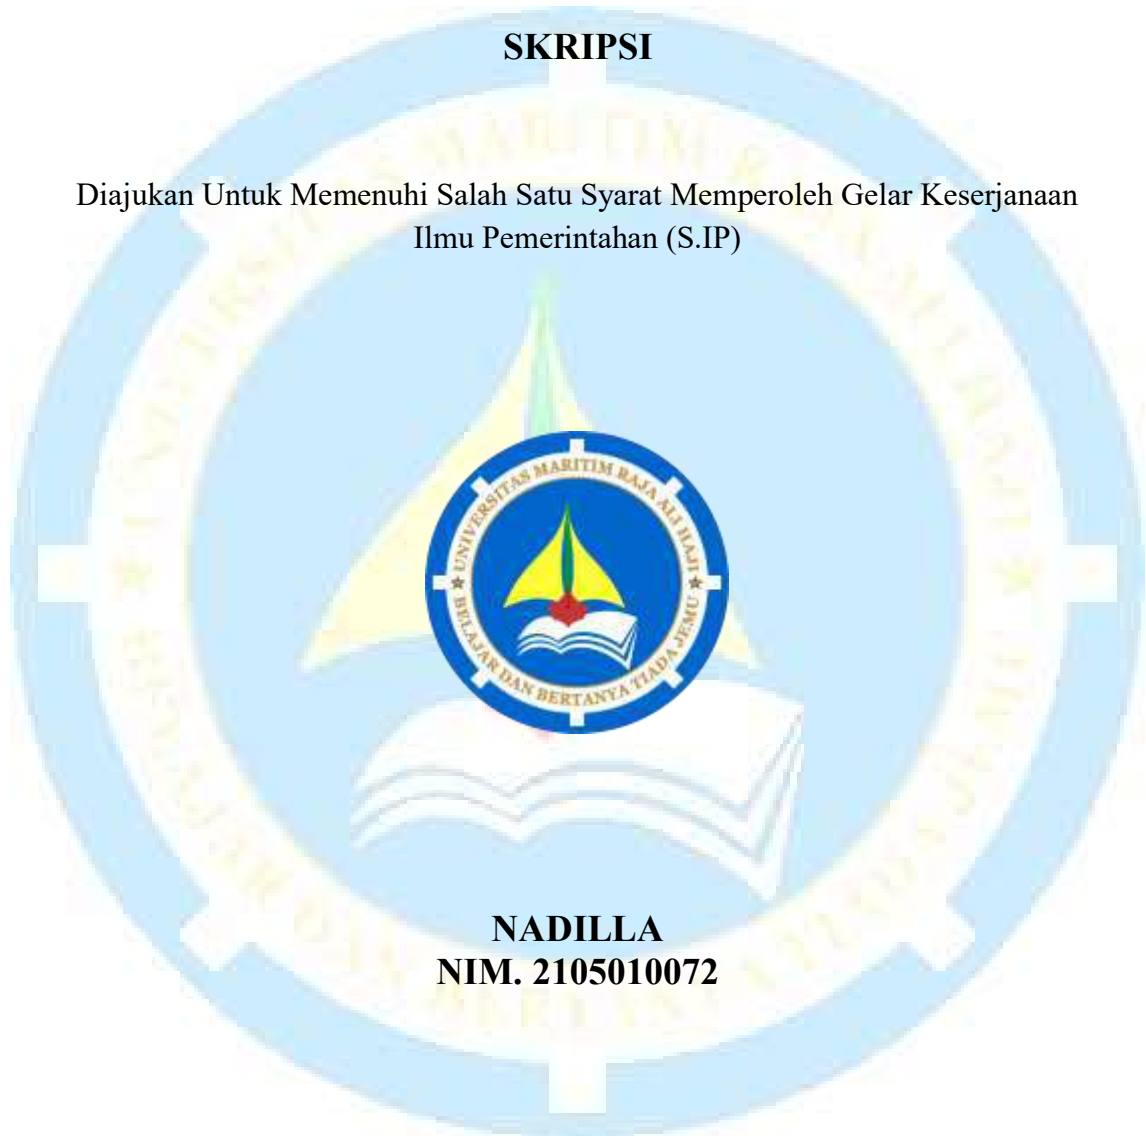 SKRIPSI
Diajukan Untuk Memenuhi Salah Satu Syarat Memperoleh Gelar Keserjanaan
Ilmu Pemerintahan (S.IP)
UNIVERSITAS MARITIM RAJA ALI HAJI
BELAJAR DAN BERTANYA TIADA JEMU
NADILLA
NIM. 2105010072